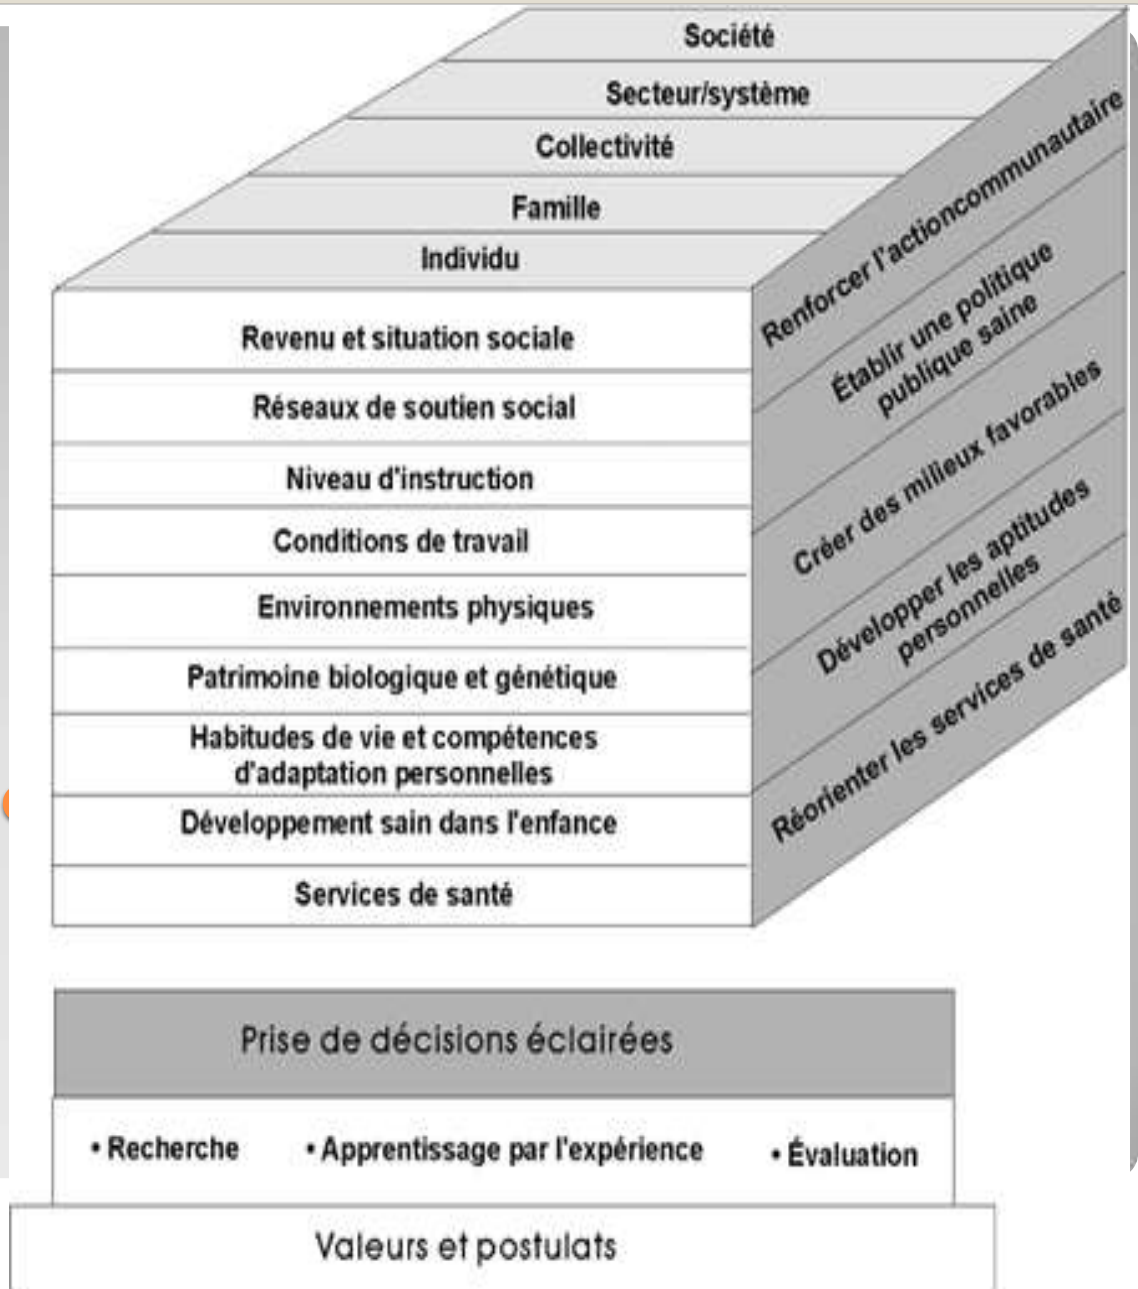 Société
Secteur/système
Collectivité
Famille
Individu
Revenu et situation sociale
Réseaux de soutien social
Niveau d'instruction
Conditions de travail
Environnements physiques
Patrimoine biologique et génétique
Habitudes de vie et compétences
d'adaptation personnelles
Développement sain dans l'enfance
Services de santé
Renforcer l'actioncommunautaire
Établir une politique
publique saine
Créer des milieux favorables
Développer les aptitudes
personnelles
Réorienter les services de santé
Prise de décisions éclairées
• Recherche • Apprentissage par l'expérience • Évaluation
Valeurs et postulats